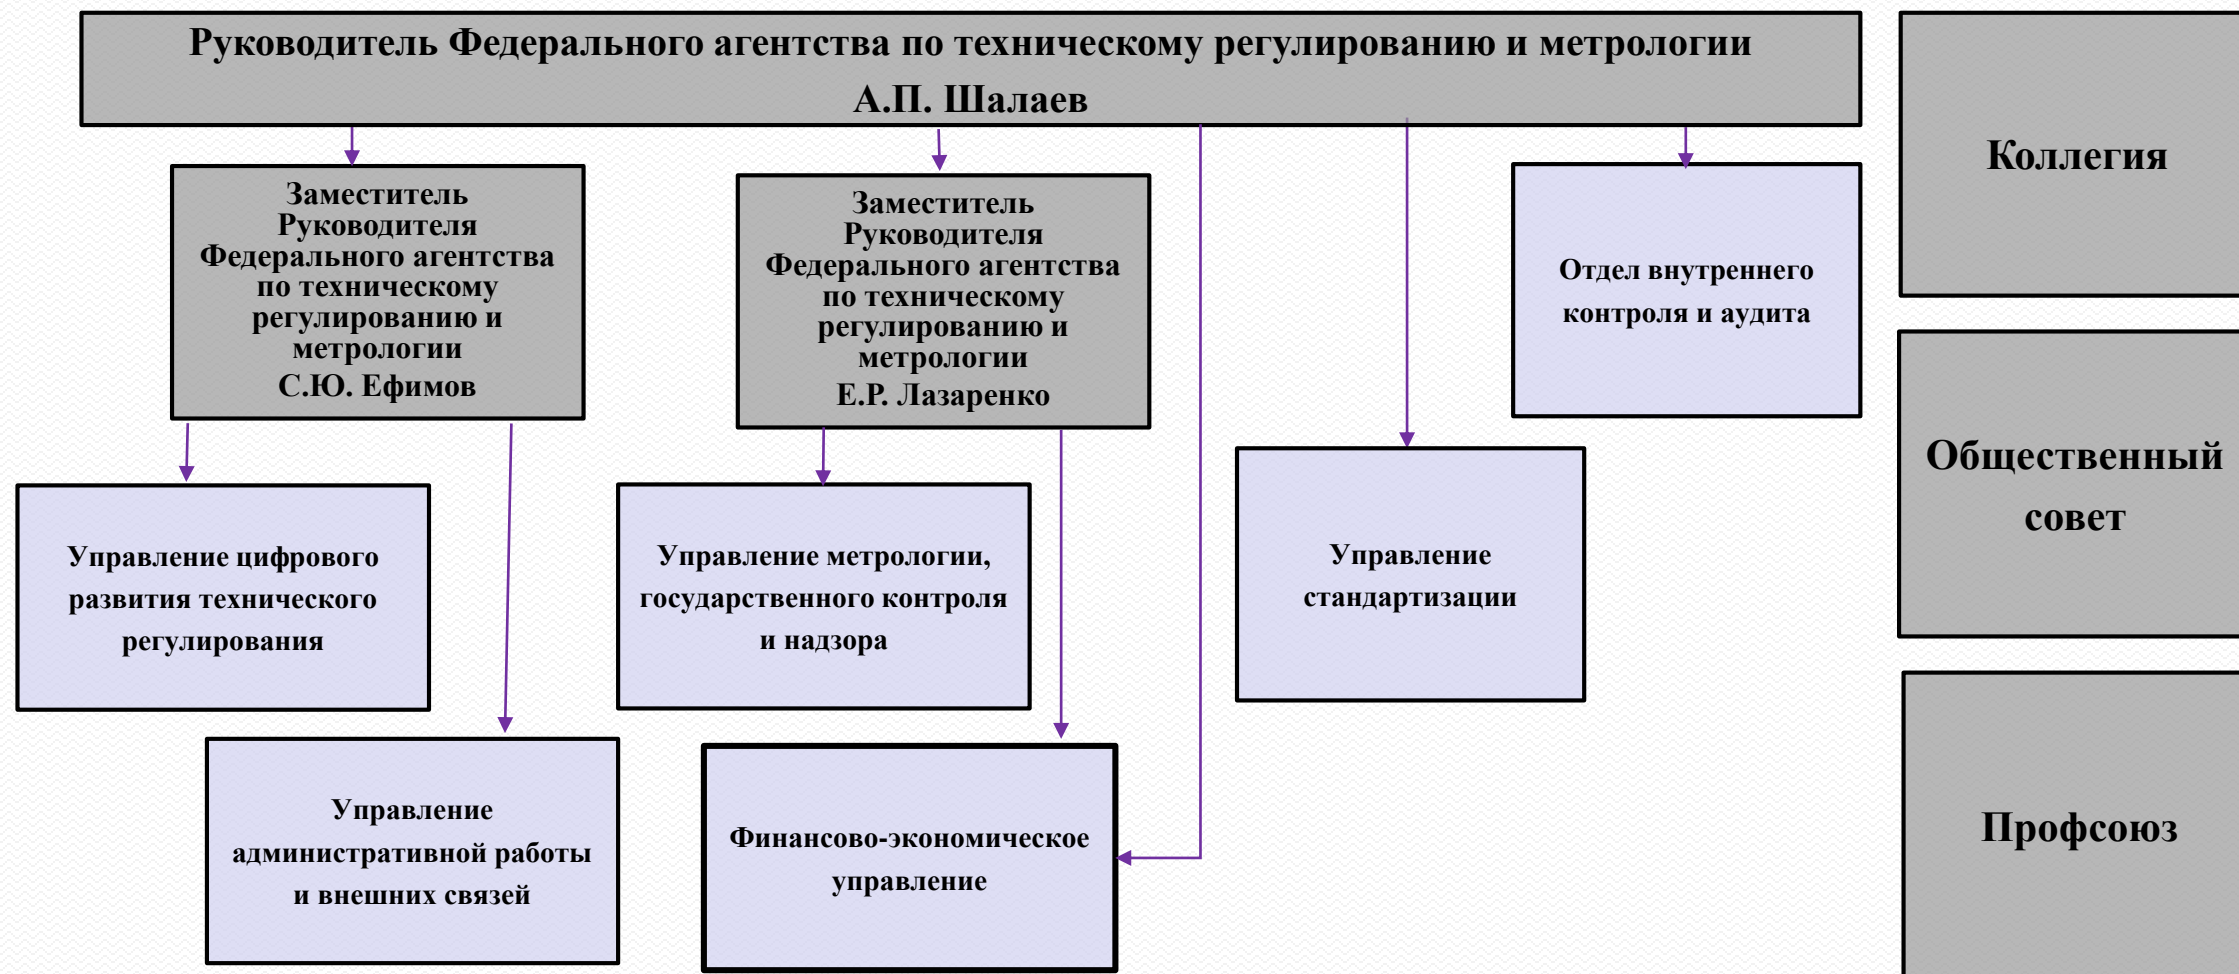 Руководитель Федерального агентства по техническому регулированию и метрологии
А.П. Шалаев
Заместитель
Руководителя
Федерального агентства
по техническому
регулированию и
метрологии
С.Ю. Ефимов
Заместитель
Руководителя
Федерального агентства
по техническому
регулированию и
метрологии
Е.Р. Лазаренко
Отдел внутреннего
контроля и аудита
Коллегия
Общественный
совет
Профсоюз
Управление цифрового
развития технического
регулирования
Управление метрологии,
государственного контроля
и надзора
Управление
стандартизации
Управление
административной работы
и внешних связей
Финансово-экономическое
управление